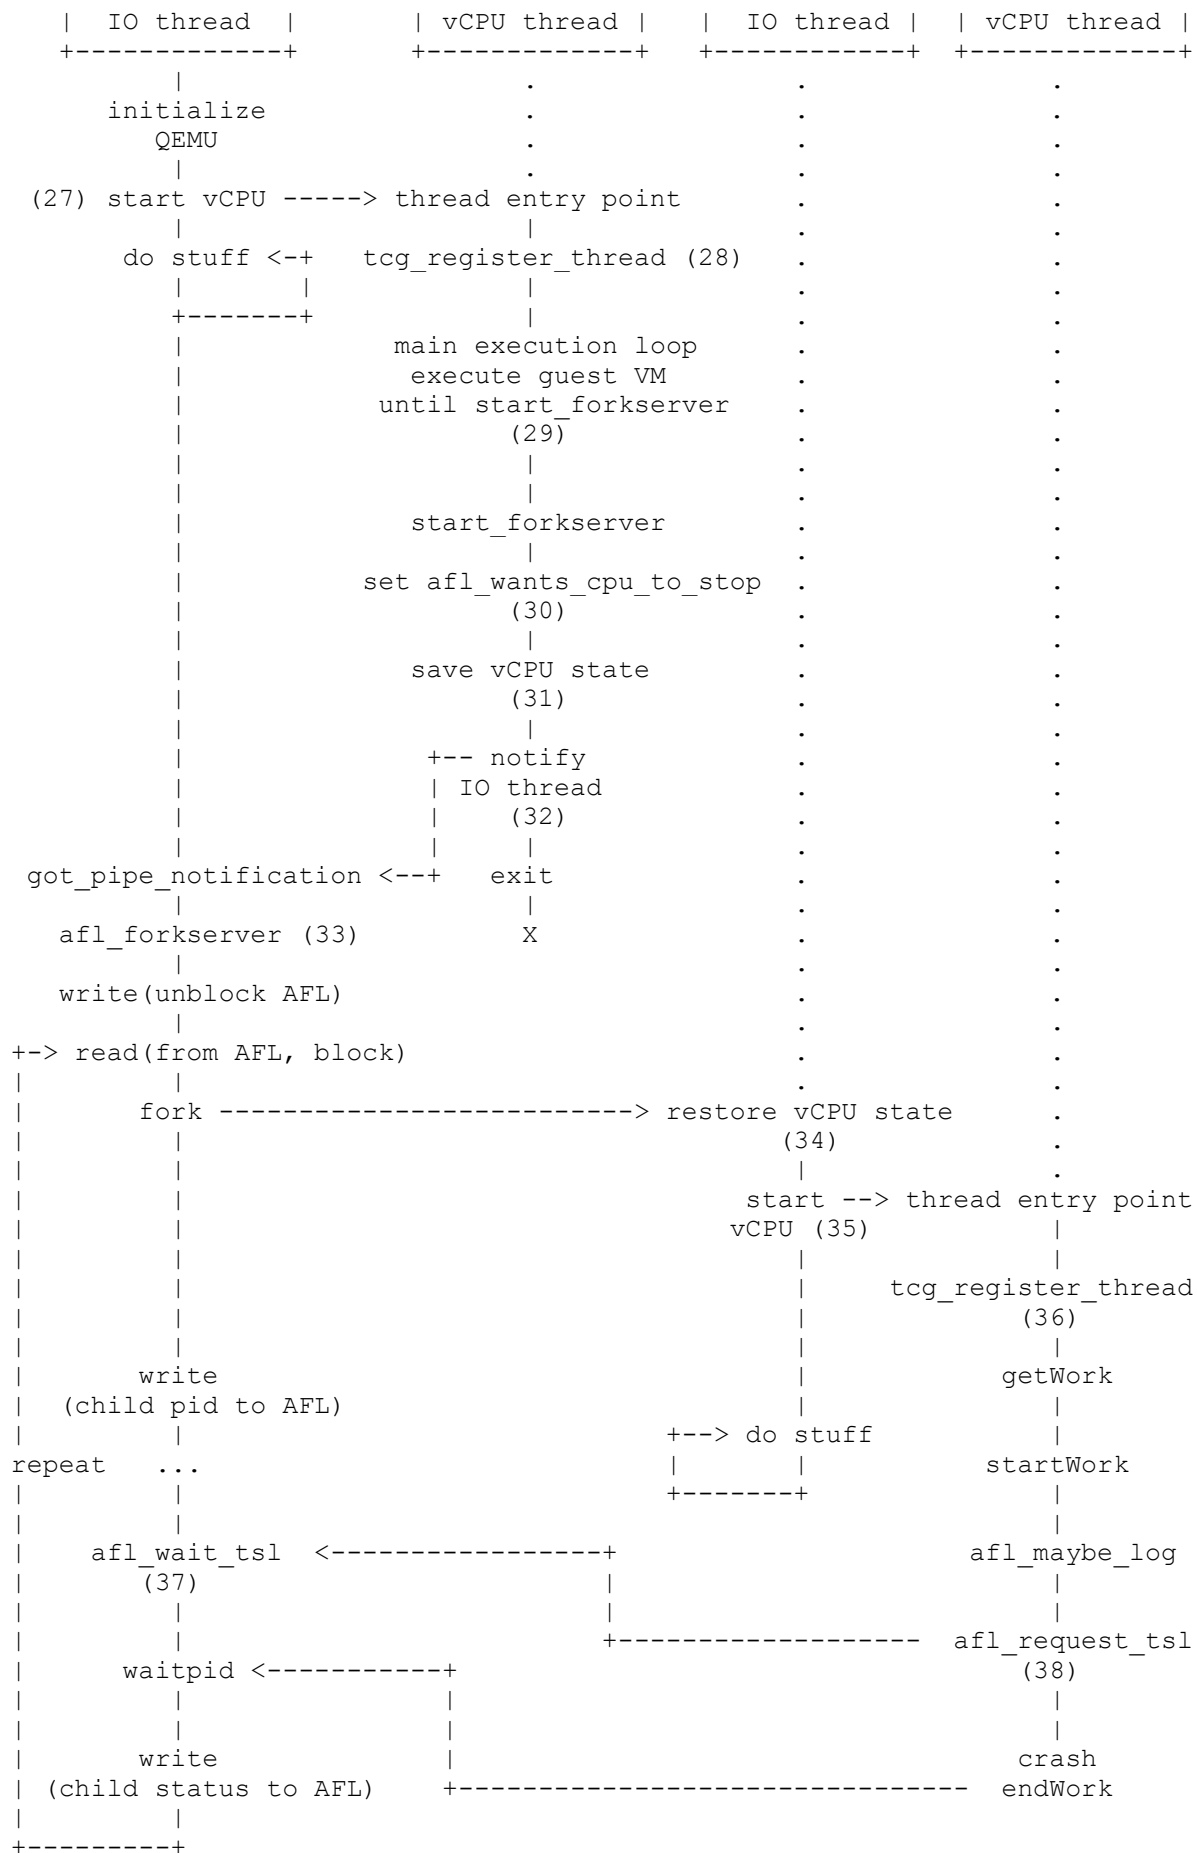 | IO thread | | vCPU thread | | IO thread | | vCPU thread |
initialize
QEMU
(27) start vCPU -----> thread entry point
do stuff <-+ tcg_register_thread (28)
main execution loop
execute guest VM
until start_forkserver
(29)
start_forkserver
set afl_wants_cpu_to_stop
(30)
save vCPU state
(31)
+-- notify
| IO thread
(32)
got_pipe_notification <--+ exit
afl_forkserver (33) X
write(unblock AFL)
+-> read(from AFL, block)
fork --------------------------> restore vCPU state
(34)
start --> thread entry point
vCPU (35)
tcg_register_thread
(36)
write getWork
(child pid to AFL)
+--> do stuff
repeat ... startWork
afl_wait_tsl <-----------------+ afl_maybe_log
(37)
+------------------- afl_request_tsl
waitpid <-----------+ (38)
write crash
(child status to AFL) +-------------------------------- endWork